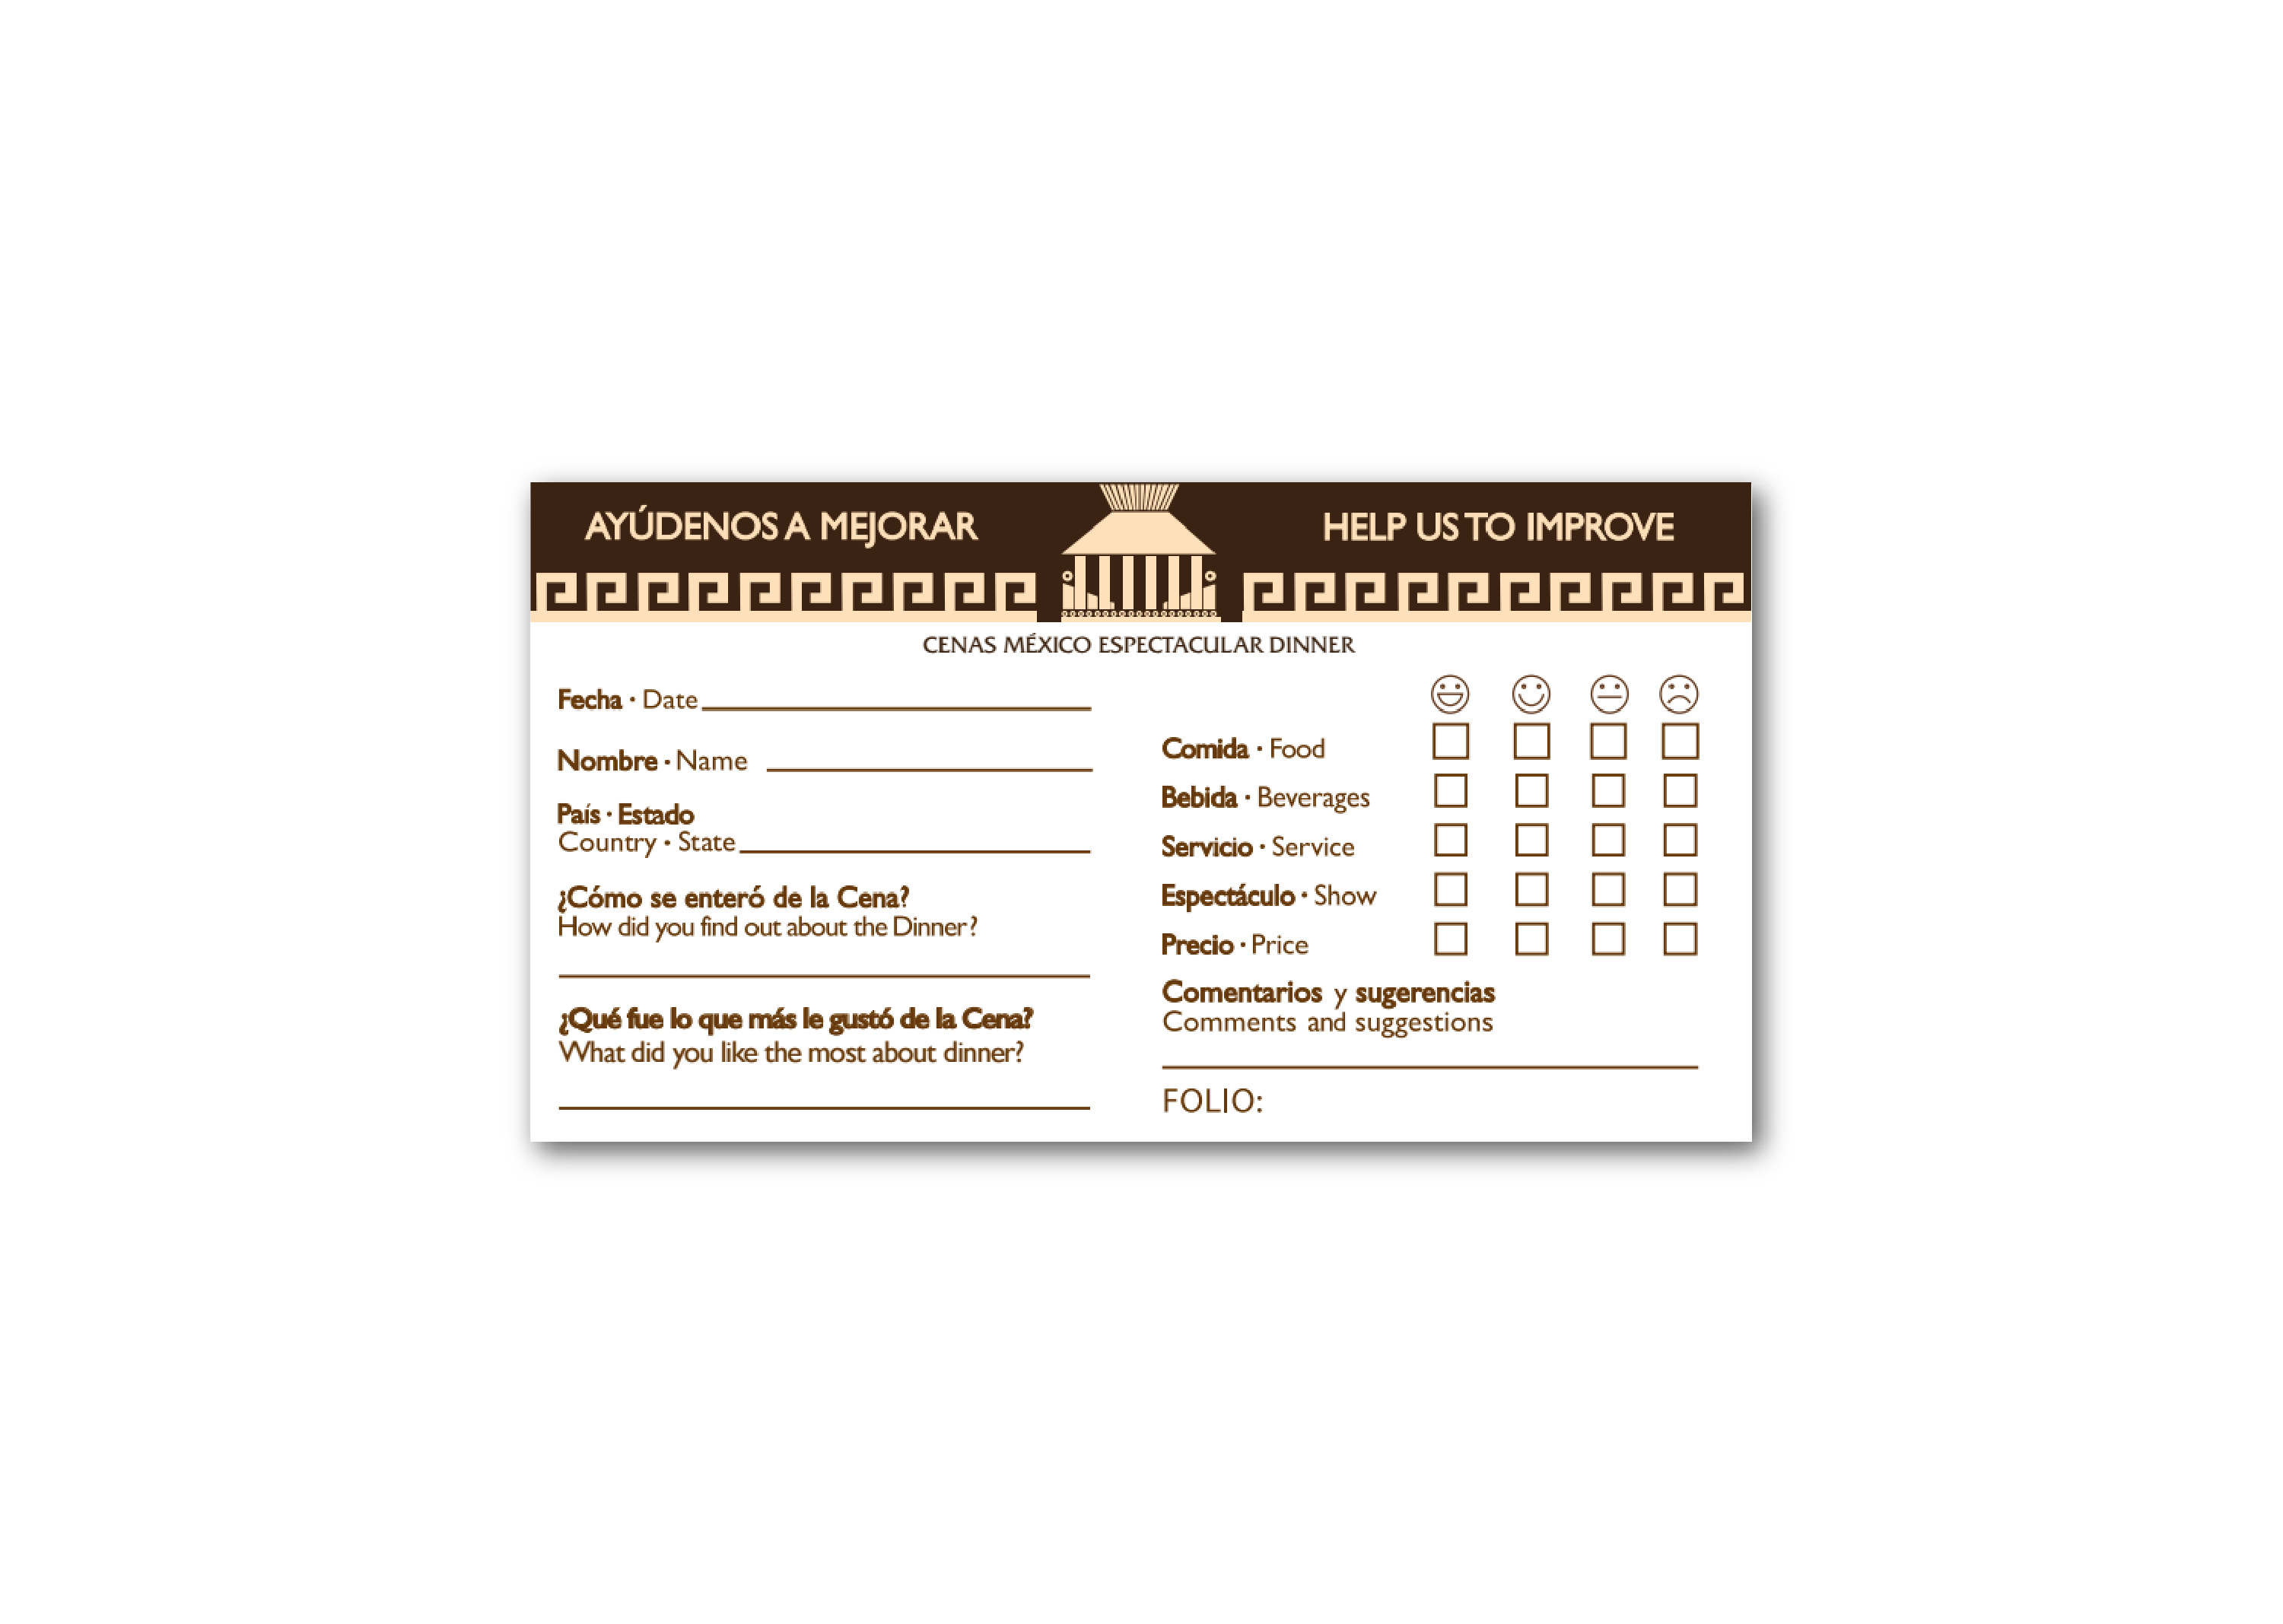 AYÚDENOS A MEJORAR
HELP US TO IMPROVE
CENAS MÉXICO ESPECTACULAR DINNER
Fecha · Date
Nombre · Name
País · Estado
Country · State
¿Cómo se enteró de la Cena?
How did you find out about the Dinner?
¿Qué fue lo que más le gustó de la Cena?
What did you like the most about dinner?
Comida · Food
Bebida · Beverages
Servicio · Service
Espectáculo · Show
Precio · Price
Comentarios y sugerencias
Comments and suggestions
FOLIO: